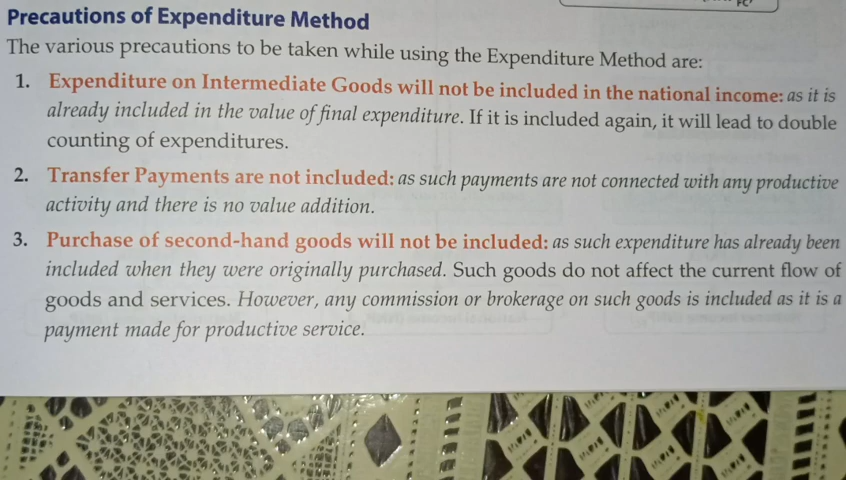 Precautions of Expenditure Method
The various precautions to be taken while using the Expenditure Method are:
1. Expenditure on Intermediate Goods will not be included in the national income: as it is
already included in the value of final expenditure. If it is included again, it will lead to double
counting of expenditures.
2. Transfer Payments are not included: as such payments are not connected with any productive
activity and there is no value addition.
3. Purchase of second-hand goods will not be included: as such expenditure has already been
included when they were originally purchased. Such goods do not affect the current flow of
goods and services. However, any commission or brokerage on such goods is included as it is a
payment made for productive service.